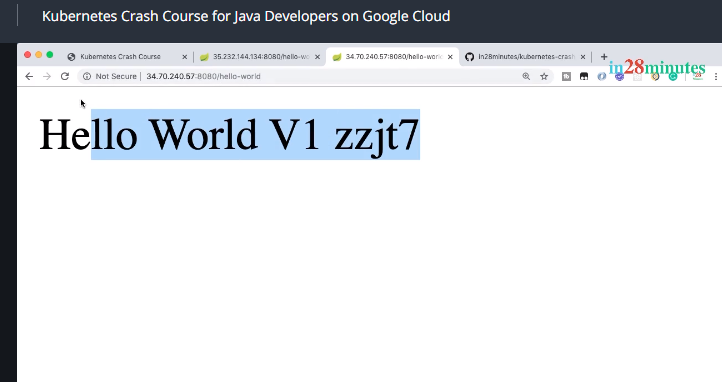 Kubernetes Crash Course for Java Developers on Google Cloud
Kubernetes Crash Course
35.232.144.134:8080/hello-wo
34.70.240.57:8080/hello-worl
in28minutes/kubernetes-crash
in28minutes
Not Secure | 34.70.240.57:8080/hello-world
Hello World V1 zzjt7